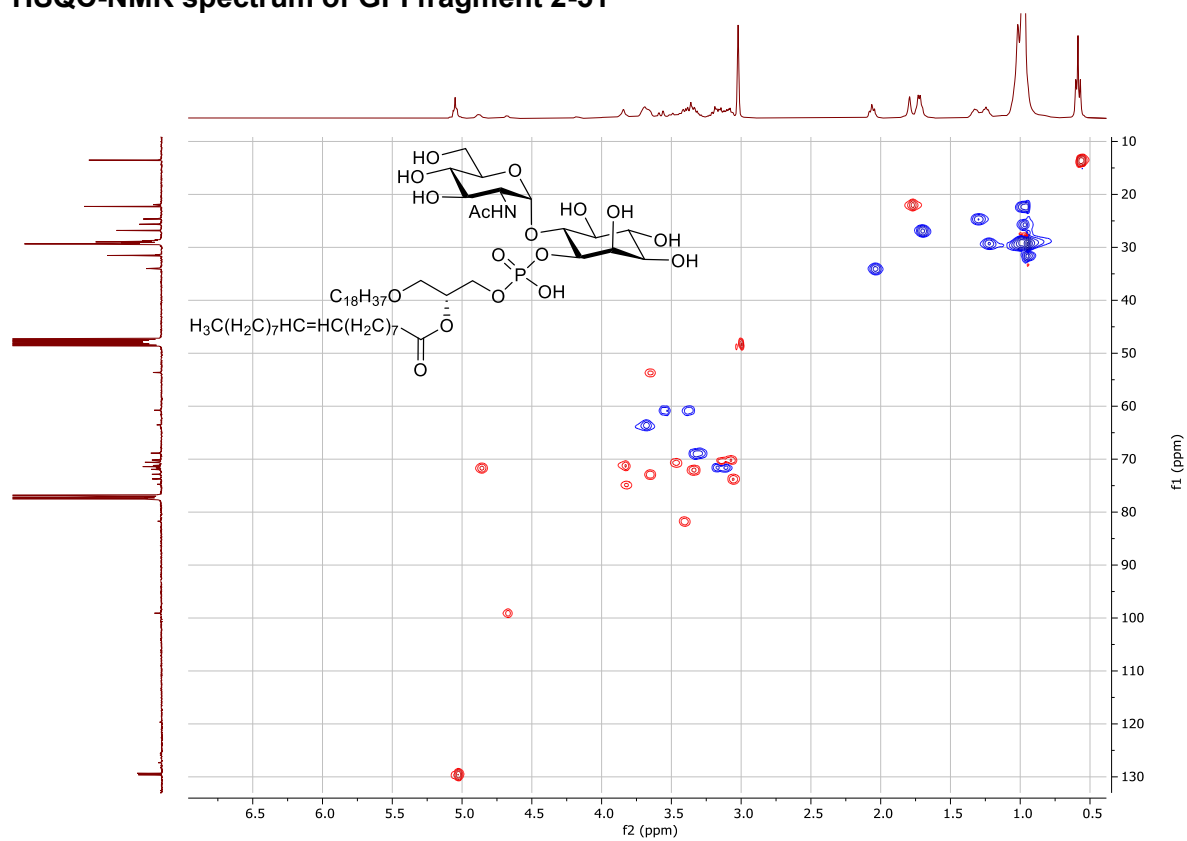 HSQC-NMR spectrum of GPI fragment 2-51
HO
HO
HO
O
AcHN
HO
OH
O
OH
OH
O
O
P
OH
O
C18H37
O
H3C(H2C)7HC=HC(H2C)7
O
O
10
20
30
40
50
60
70
80
90
100
110
120
130
f1 (ppm)
6.5 6.0 5.5 5.0 4.5 4.0 3.5 3.0 2.5 2.0 1.5 1.0 0.5
f2 (ppm)